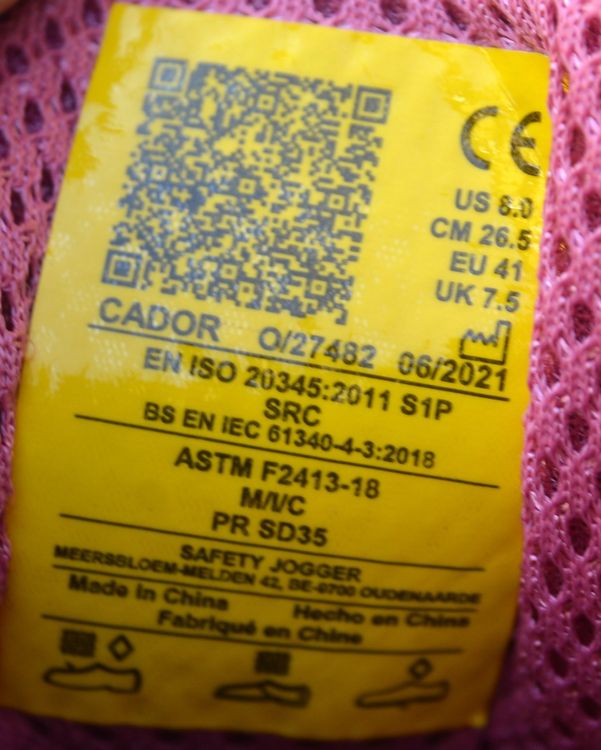 CE
US 8.0
CM 26.5
EU 41
UK 7.5
CADOR O/27482 06/2021
EN ISO 20345:2011 S1P
SRC
BS EN IEC 61340-4-3:2018
ASTM F2413-18
M/I/C
PR SD35
SAFETY JOGGER
MEERSBLOEM-MELDEN 42, BE-9700 OUDENAARDE
Made in China Hecho en China
Fabriqué en Chine